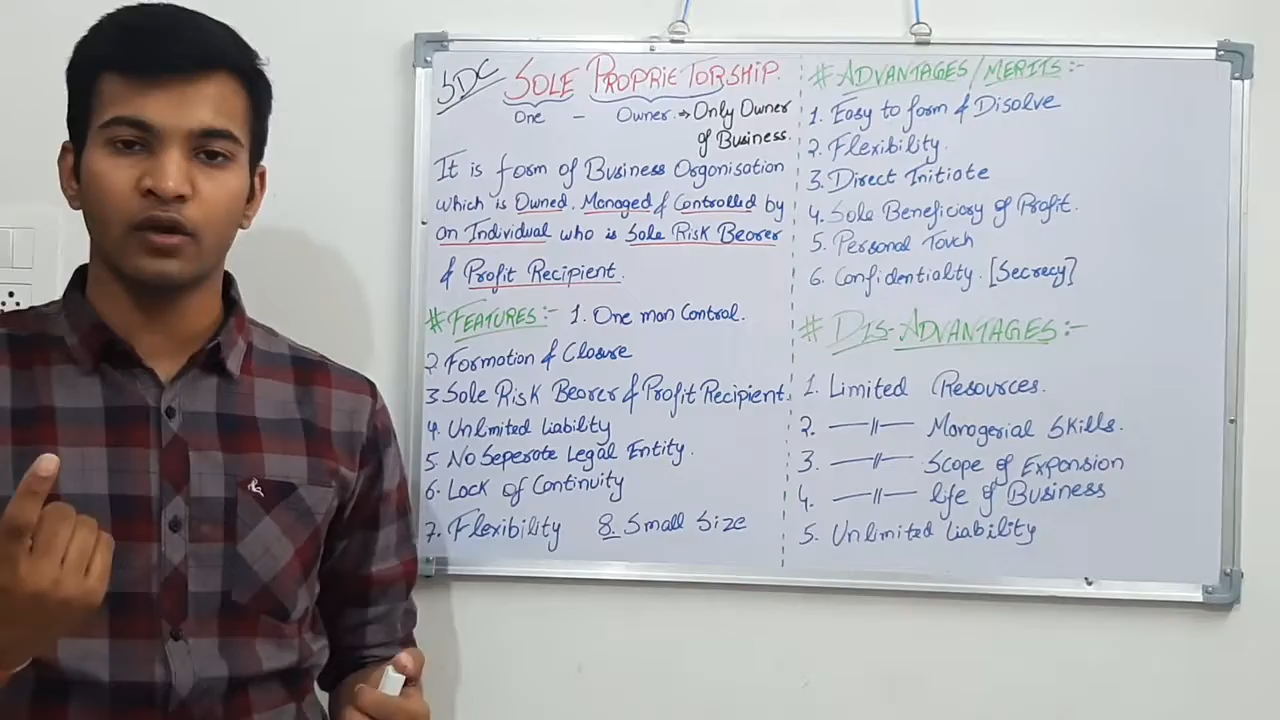 SDC SOLE PROPRIETORSHIP.
One - Owner. → Only Owner
of Business.
It is form of Business Organisation
which is Owned, Managed & Controlled by
an Individual who is Sole Risk Bearer
& Profit Recipient.
# FEATURES:- 1. One man Control.
2 Formation & Closure
3. Sole Risk Bearer & Profit Recipient.
4. Unlmited Liability
5. No Seperate Legal Entity.
6. Lack of Continuity
7. Flexibility 8. Small Size
# ADVANTAGES/MERITS:-
1. Easy to form & Disolve
2. Flexibility.
3. Direct Initiate
4. Sole Beneficiary of Profit.
5. Personal Touch
6. Confidentiality. [Secrecy]
# DIS-ADVANTAGES:-
1. Limited Resources.
2. —〃— Managerial Skills.
3. —〃— Scope of Expansion
4. —〃— life of Business
5. Unlimited Liability